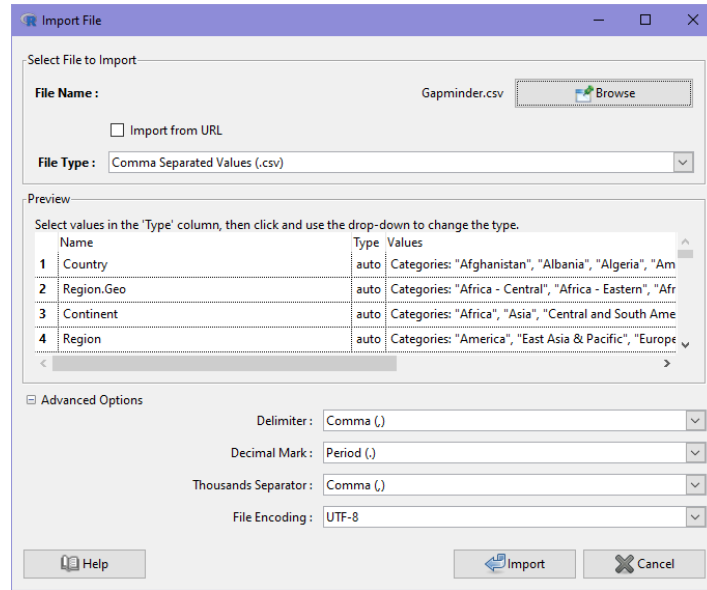 Import File
Select File to Import
File Name : Gapminder.csv Browse
Import from URL
File Type : Comma Separated Values (.csv)
Preview
Select values in the 'Type' column, then click and use the drop-down to change the type.
Name Type Values
1 Country auto Categories: "Afghanistan", "Albania", "Algeria", "Am
2 Region.Geo auto Categories: "Africa - Central", "Africa - Eastern", "Afr
3 Continent auto Categories: "Africa", "Asia", "Central and South Ame
4 Region auto Categories: "America", "East Asia & Pacific", "Europe
Advanced Options
Delimiter : Comma (,)
Decimal Mark : Period (.)
Thousands Separator : Comma (,)
File Encoding : UTF-8
Help Import Cancel